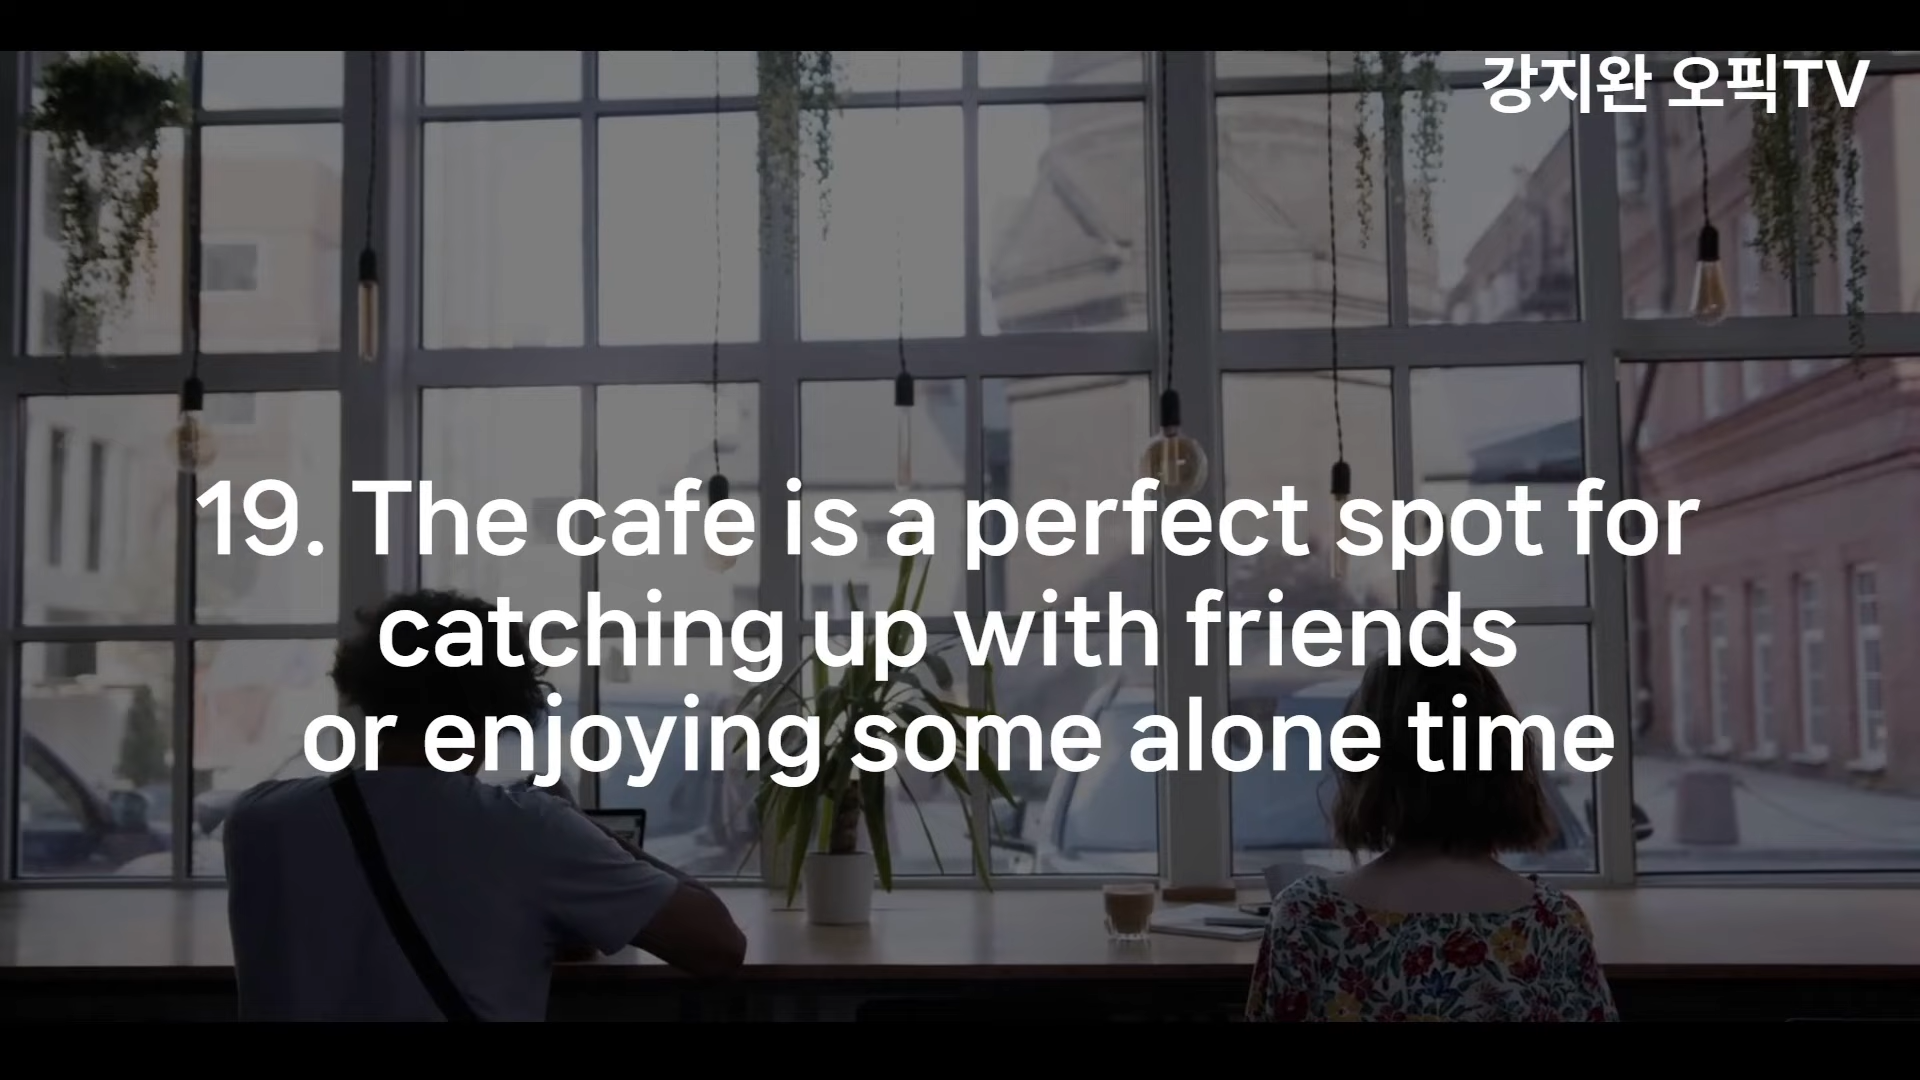 강지완 오픽TV
19. The cafe is a perfect spot for
catching up with friends
or enjoying some alone time